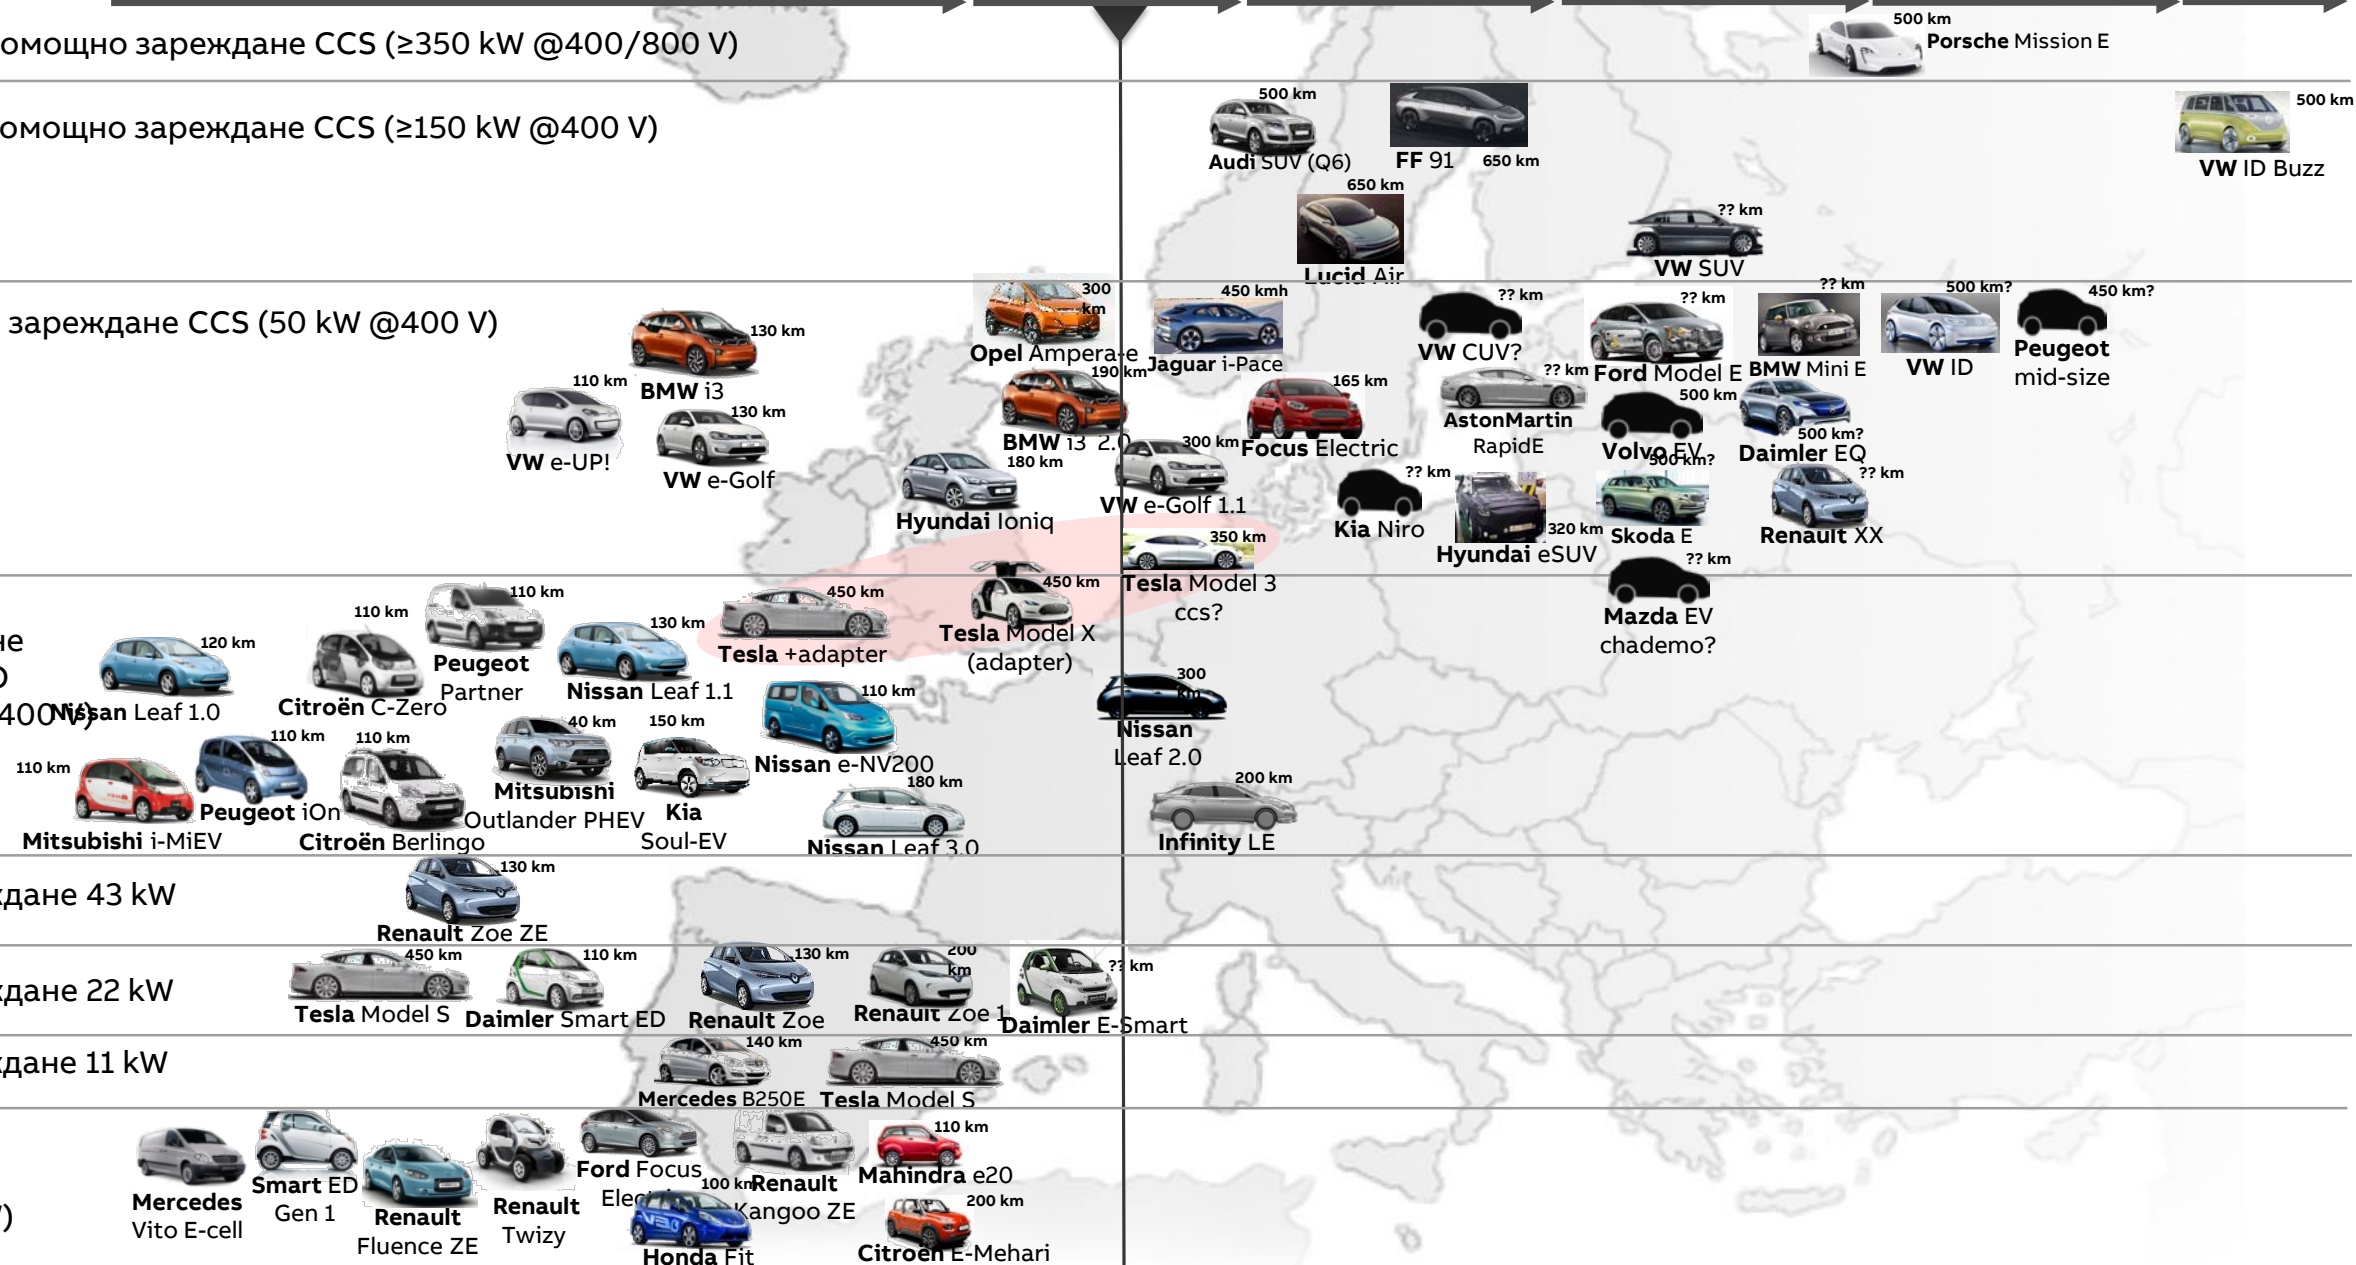 омощно зареждане CCS (≥350 kW @400/800 V)
500 km
Porsche Mission E
омощно зареждане CCS (≥150 kW @400 V)
500 km
Audi SUV (Q6)
FF 91
650 km
500 km
VW ID Buzz
650 km
Lucid Air
?? km
VW SUV
зареждане CCS (50 kW @400 V)
130 km
BMW i3
110 km
VW e-UP!
130 km
VW e-Golf
300
km
Opel Ampera-e
190 km
BMW i3 2.0
180 km
Hyundai Ioniq
450 kmh
Jaguar i-Pace
165 km
Focus Electric
300 km
VW e-Golf 1.1
350 km
Tesla Model 3
ccs?
?? km
VW CUV?
?? km
AstonMartin
RapidE
?? km
Kia Niro
320 km
Hyundai eSUV
?? km
Ford Model E
500 km
Volvo EV
500 km?
Skoda E
?? km
Mazda EV
chademo?
?? km
BMW Mini E
500 km?
Daimler EQ
?? km
Renault XX
500 km?
VW ID
450 km?
Peugeot
mid-size
не
400 V)
120 km
Nissan Leaf 1.0
110 km
Citroën C-Zero
110 km
Peugeot
Partner
130 km
Nissan Leaf 1.1
450 km
Tesla +adapter
450 km
Tesla Model X
(adapter)
110 km
Mitsubishi i-MiEV
110 km
Peugeot iOn
110 km
Citroën Berlingo
40 km
Mitsubishi
Outlander PHEV
150 km
Kia
Soul-EV
110 km
Nissan e-NV200
180 km
Nissan Leaf 3.0
300
km
Nissan
Leaf 2.0
200 km
Infinity LE
ждане 43 kW
130 km
Renault Zoe ZE
ждане 22 kW
450 km
Tesla Model S
110 km
Daimler Smart ED
130 km
Renault Zoe
200
km
Renault Zoe 1
?? km
Daimler E-Smart
ждане 11 kW
140 km
Mercedes B250E
450 km
Tesla Model S
Mercedes
Vito E-cell
Smart ED
Gen 1
Renault
Fluence ZE
Renault
Twizy
Ford Focus
100 km
Honda Fit
Renault
Kangoo ZE
110 km
Mahindra e20
200 km
Citroën E-Mehari